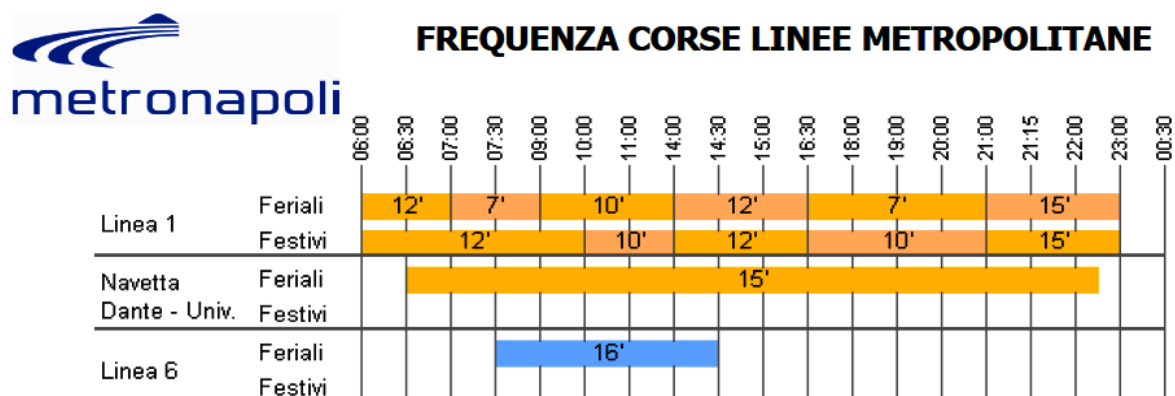 FREQUENZA CORSE LINEE METROPOLITANE
metronapoli
06:00 06:30 07:00 07:30 09:00 10:00 11:00 14:00 14:30 15:00 16:30 18:00 19:00 20:00 21:00 21:15 22:00 23:00 00:30
Linea 1
Feriali 12' 7' 10' 12' 7' 15'
Festivi 12' 10' 12' 10' 15'
Navetta
Dante - Univ.
Feriali 15'
Festivi
Linea 6
Feriali 16'
Festivi